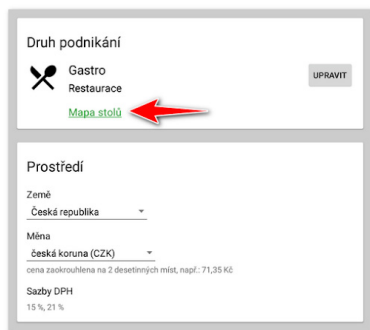 Druh podnikání
Gastro
UPRAVIT
Restaurace
Mapa stolů
Prostředí
Země
Česká republika
Měna
česká koruna (CZK)
cena zaokrouhlena na 2 desetinných míst, např.: 71,35 Kč
Sazby DPH
15 %, 21 %